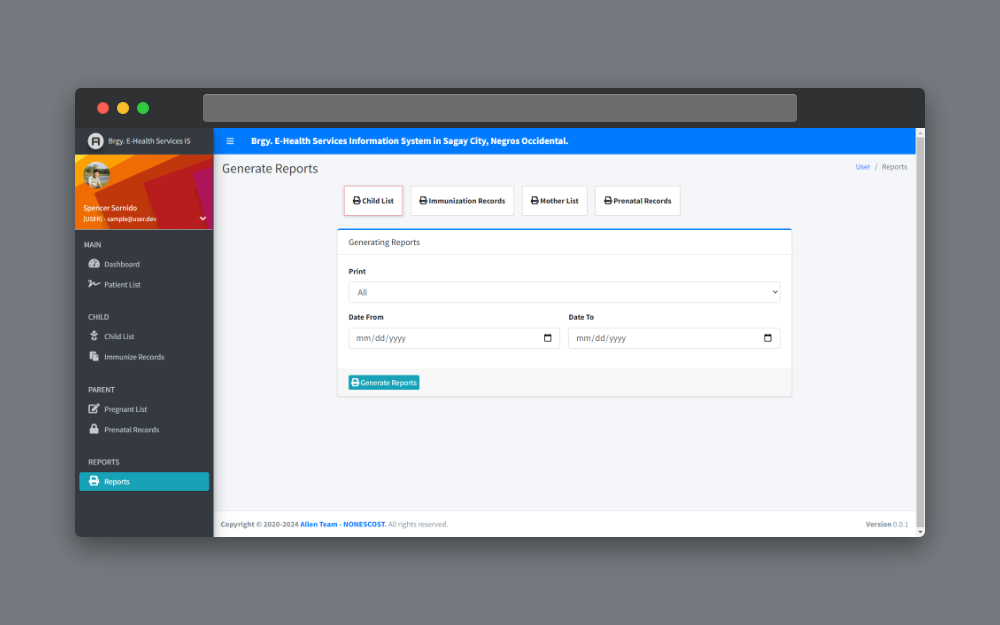 Brgy. E-Health Services IS
Brgy. E-Health Services Information System in Sagay City, Negros Occidental.
Spencer Sornido
[USER] - sample@user.dev
MAIN
Dashboard
Patient List
CHILD
Child List
Immunize Records
PARENT
Pregnant List
Prenatal Records
REPORTS
Reports
Generate Reports
User / Reports
Child List
Immunization Records
Mother List
Prenatal Records
Generating Reports
Print
All
Date From
Date To
mm/dd/yyyy
mm/dd/yyyy
Generate Reports
Copyright © 2020-2024 Allen Team - NONESCOST. All rights reserved.
Version 0.0.1